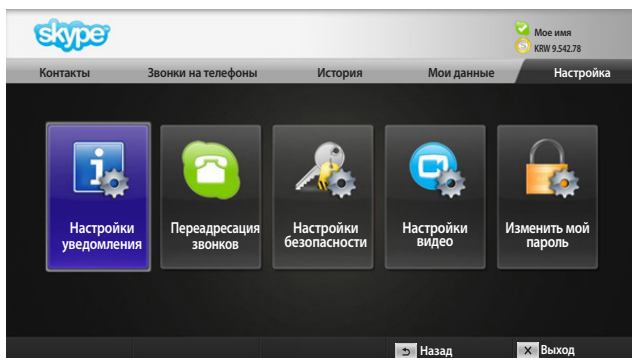 skype
Мое имя
KRW 9.542.78
Контакты Звонки на телефоны История Мои данные Настройка
Настройки уведомления
Переадресация звонков
Настройки безопасности
Настройки видео
Изменить мой пароль
Назад X Выход